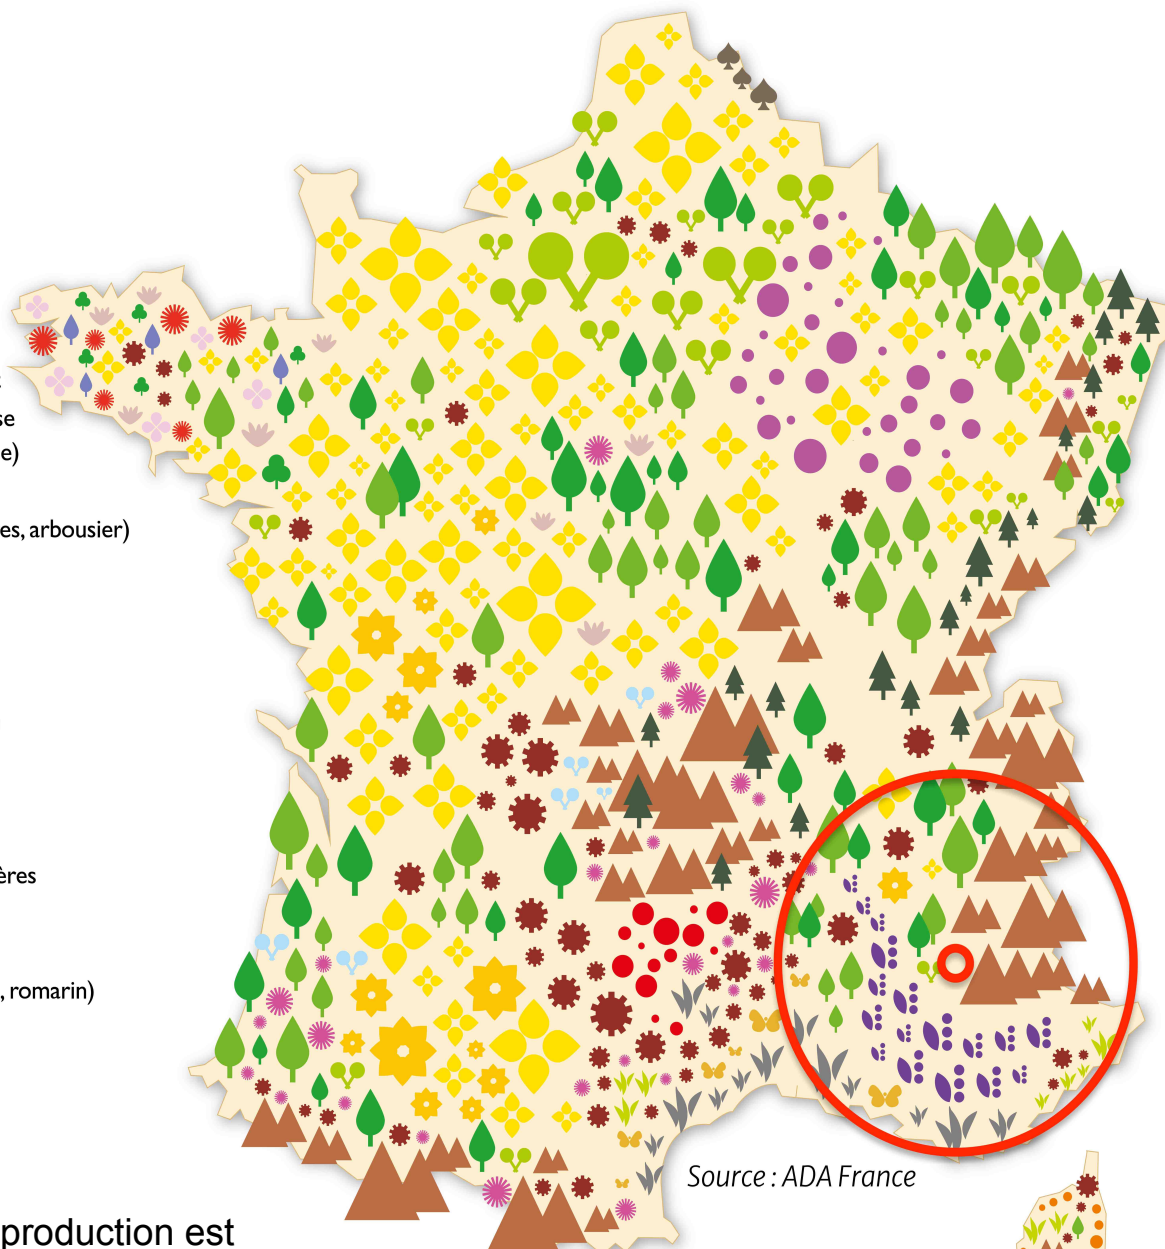 se
e)
es, arbousier)
ères
, romarin)
Source : ADA France
production est